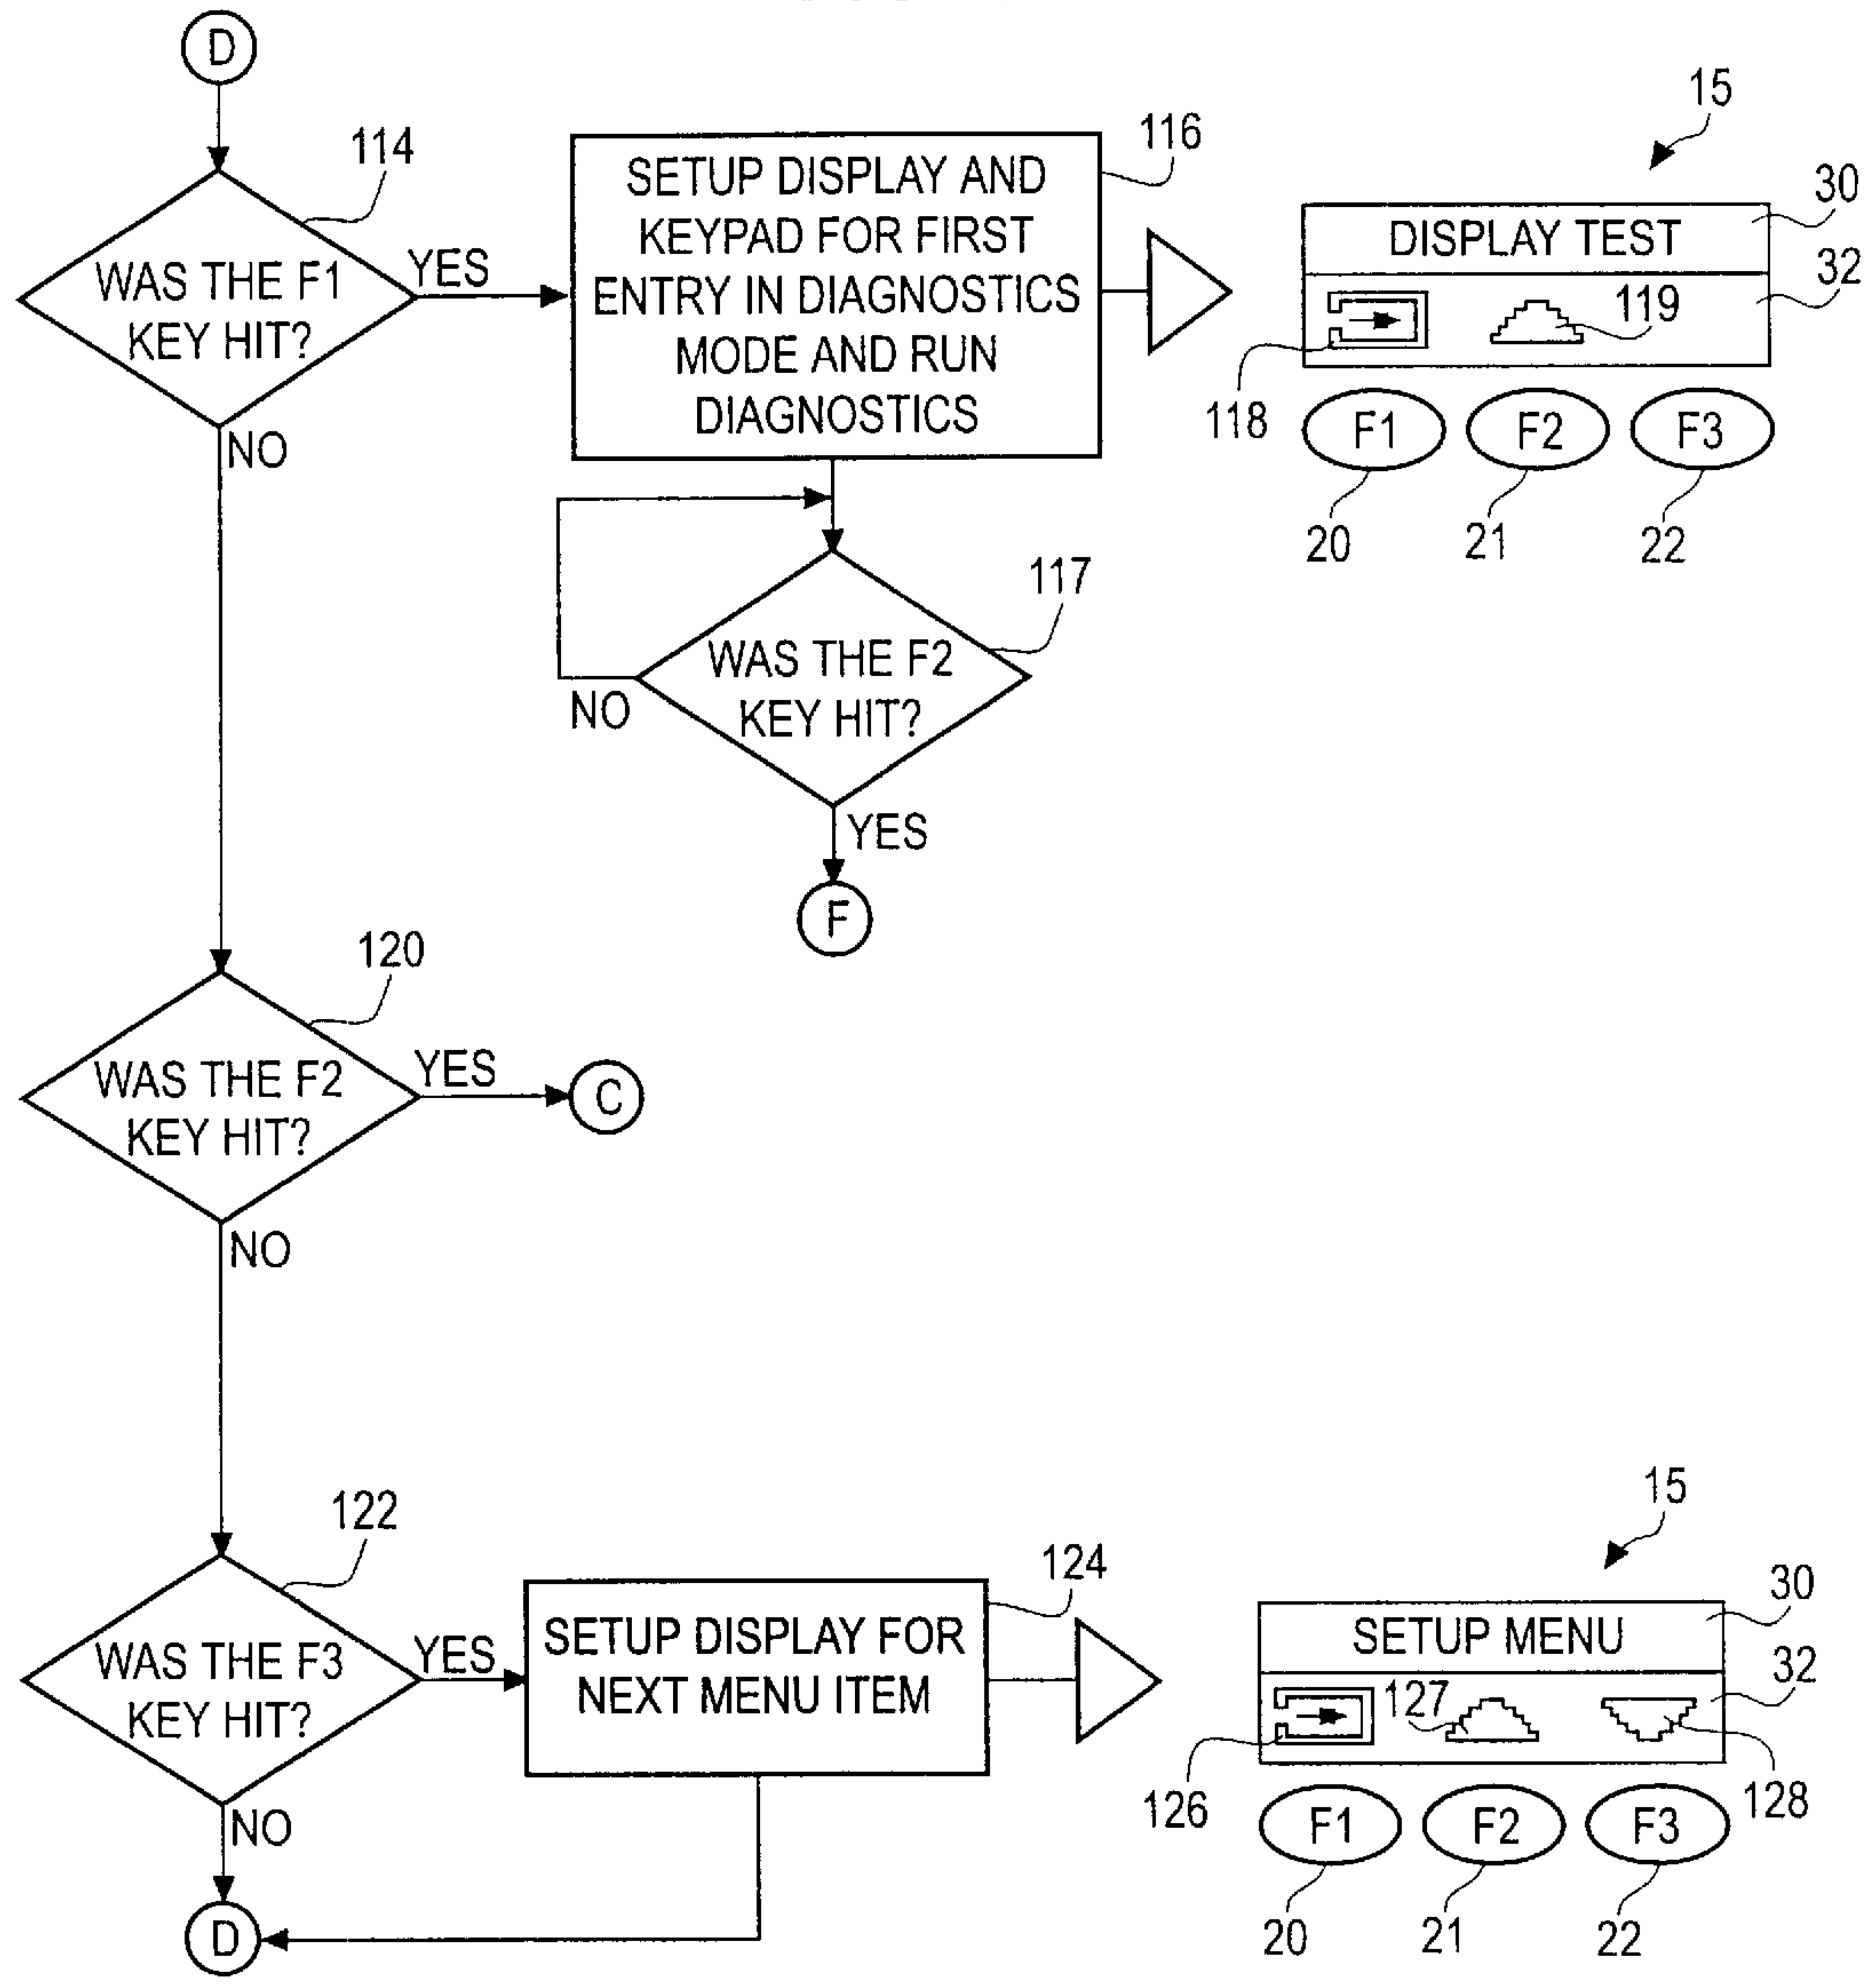 D
114
WAS THE F1
KEY HIT?
YES
NO
116
SETUP DISPLAY AND
KEYPAD FOR FIRST
ENTRY IN DIAGNOSTICS
MODE AND RUN
DIAGNOSTICS
15
30
DISPLAY TEST
32
119
118
F1
F2
F3
20
21
22
117
WAS THE F2
KEY HIT?
NO
YES
F
120
WAS THE F2
KEY HIT?
YES
C
NO
122
WAS THE F3
KEY HIT?
YES
NO
D
124
SETUP DISPLAY FOR
NEXT MENU ITEM
15
30
SETUP MENU
32
127
126
128
F1
F2
F3
20
21
22